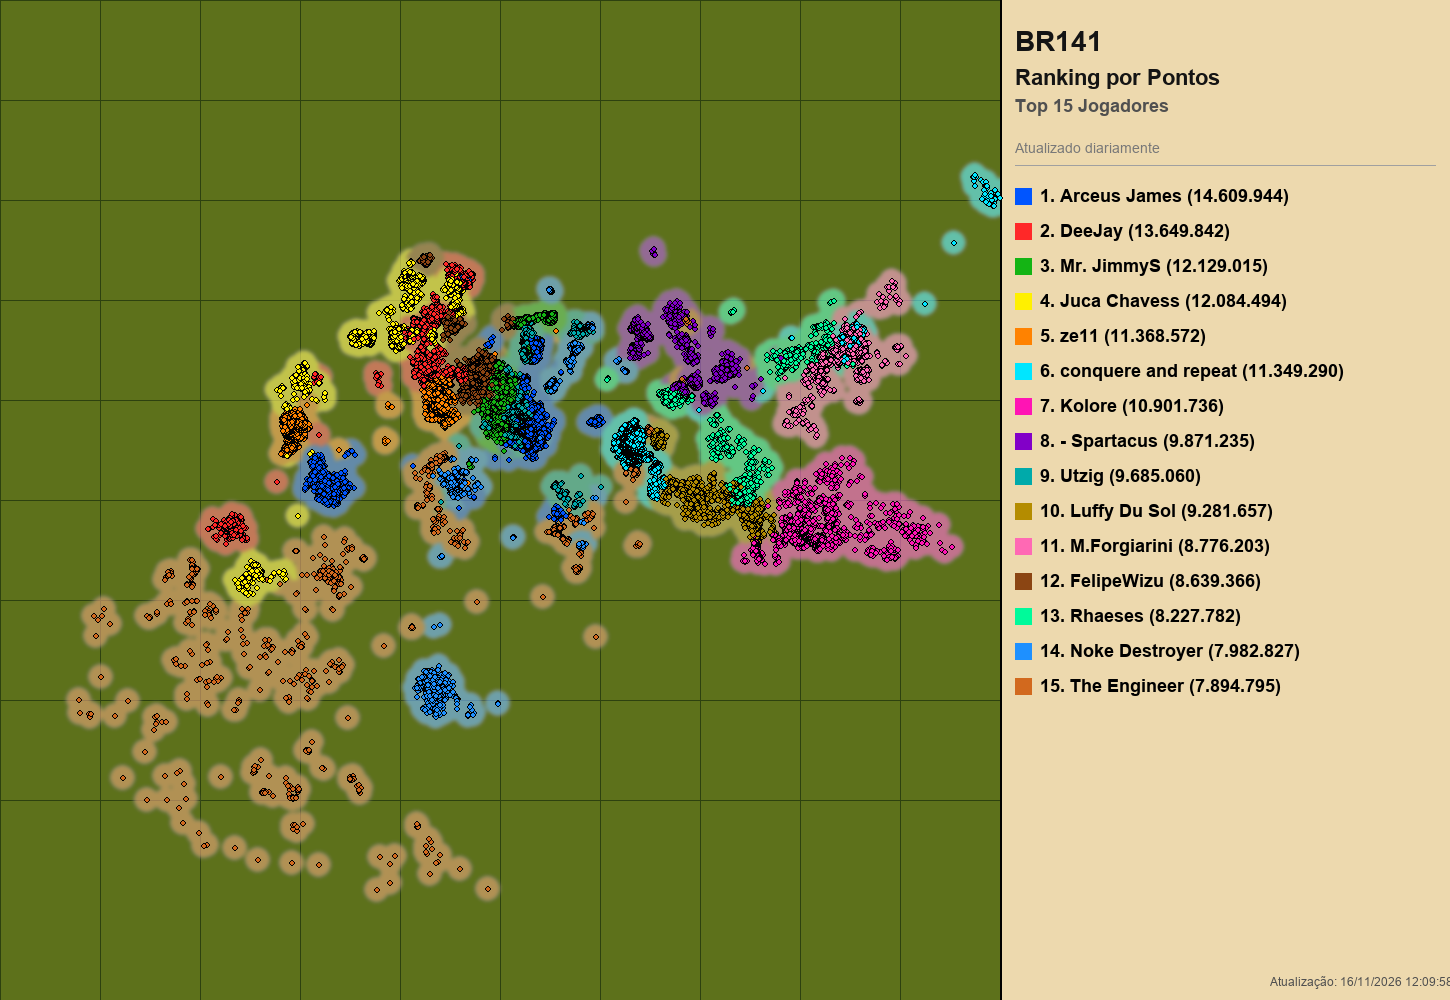 BR141
Ranking por Pontos
Top 15 Jogadores
Atualizado diariamente
1. Arceus James (14.609.944)
2. DeeJay (13.649.842)
3. Mr. JimmyS (12.129.015)
4. Juca Chavess (12.084.494)
5. ze11 (11.368.572)
6. conquere and repeat (11.349.290)
7. Kolore (10.901.736)
8. - Spartacus (9.871.235)
9. Utzig (9.685.060)
10. Luffy Du Sol (9.281.657)
11. M.Forgiarini (8.776.203)
12. FelipeWizu (8.639.366)
13. Rhaeses (8.227.782)
14. Noke Destroyer (7.982.827)
15. The Engineer (7.894.795)
Atualização: 16/11/2026 12:09:58